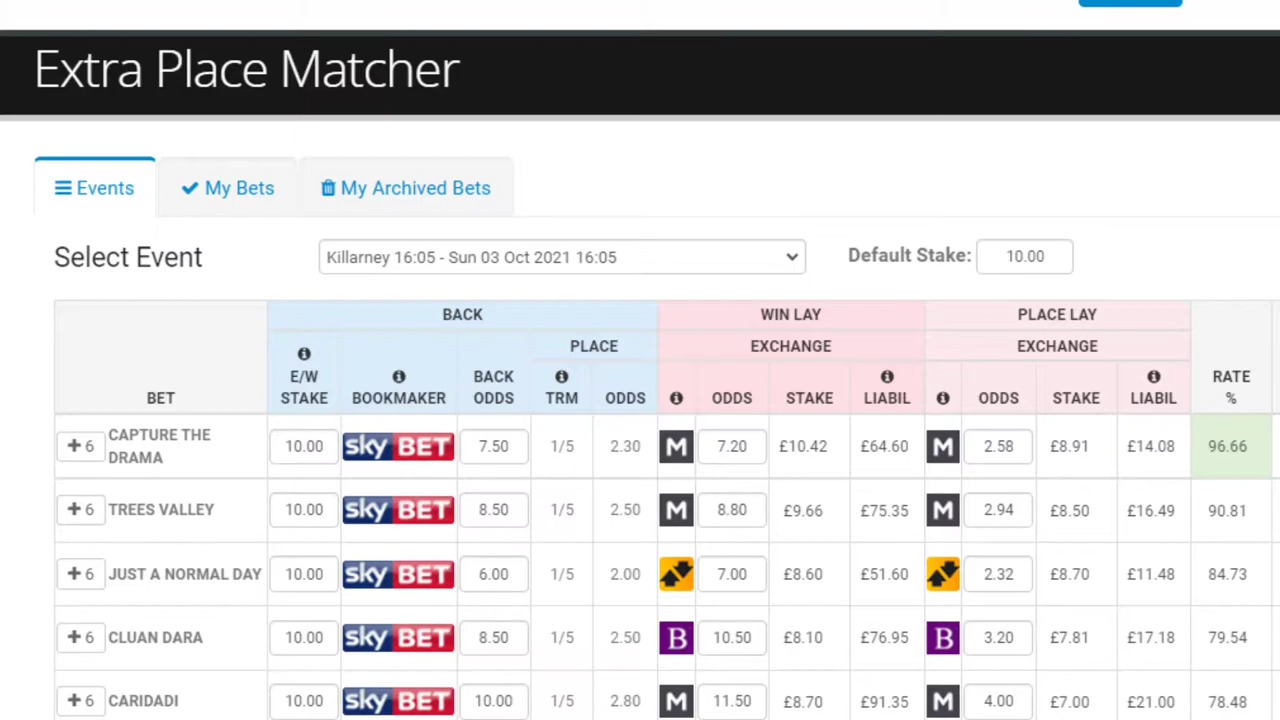 Extra Place Matcher
Events My Bets My Archived Bets
Select Event Killarney 16:05 - Sun 03 Oct 2021 16:05 Default Stake: 10.00
BACK WIN LAY PLACE LAY
PLACE EXCHANGE EXCHANGE
BET E/W STAKE BOOKMAKER BACK ODDS TRM ODDS ODDS STAKE LIABIL ODDS STAKE LIABIL RATE %
+ 6 CAPTURE THE DRAMA 10.00 sky BET 7.50 1/5 2.30 M 7.20 £10.42 £64.60 M 2.58 £8.91 £14.08 96.66
+ 6 TREES VALLEY 10.00 sky BET 8.50 1/5 2.50 M 8.80 £9.66 £75.35 M 2.94 £8.50 £16.49 90.81
+ 6 JUST A NORMAL DAY 10.00 sky BET 6.00 1/5 2.00 7.00 £8.60 £51.60 2.32 £8.70 £11.48 84.73
+ 6 CLUAN DARA 10.00 sky BET 8.50 1/5 2.50 B 10.50 £8.10 £76.95 B 3.20 £7.81 £17.18 79.54
+ 6 CARIDADI 10.00 sky BET 10.00 1/5 2.80 M 11.50 £8.70 £91.35 M 4.00 £7.00 £21.00 78.48